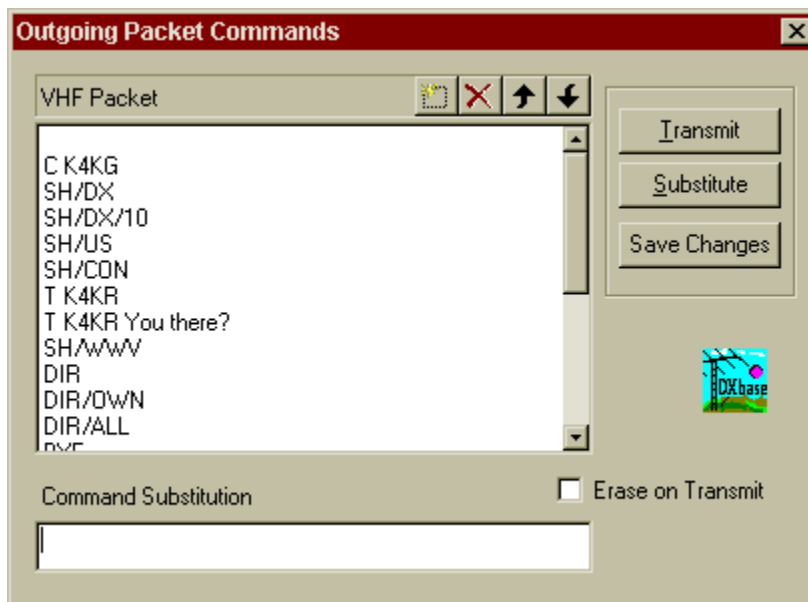 Outgoing Packet Commands
VHF Packet
C K4KG
SH/DX
SH/DX/10
SH/US
SH/CON
T K4KR
T K4KR You there?
SH/WWV
DIR
DIR/OWN
DIR/ALL
Transmit
Substitute
Save Changes
DXbase
Command Substitution
Erase on Transmit